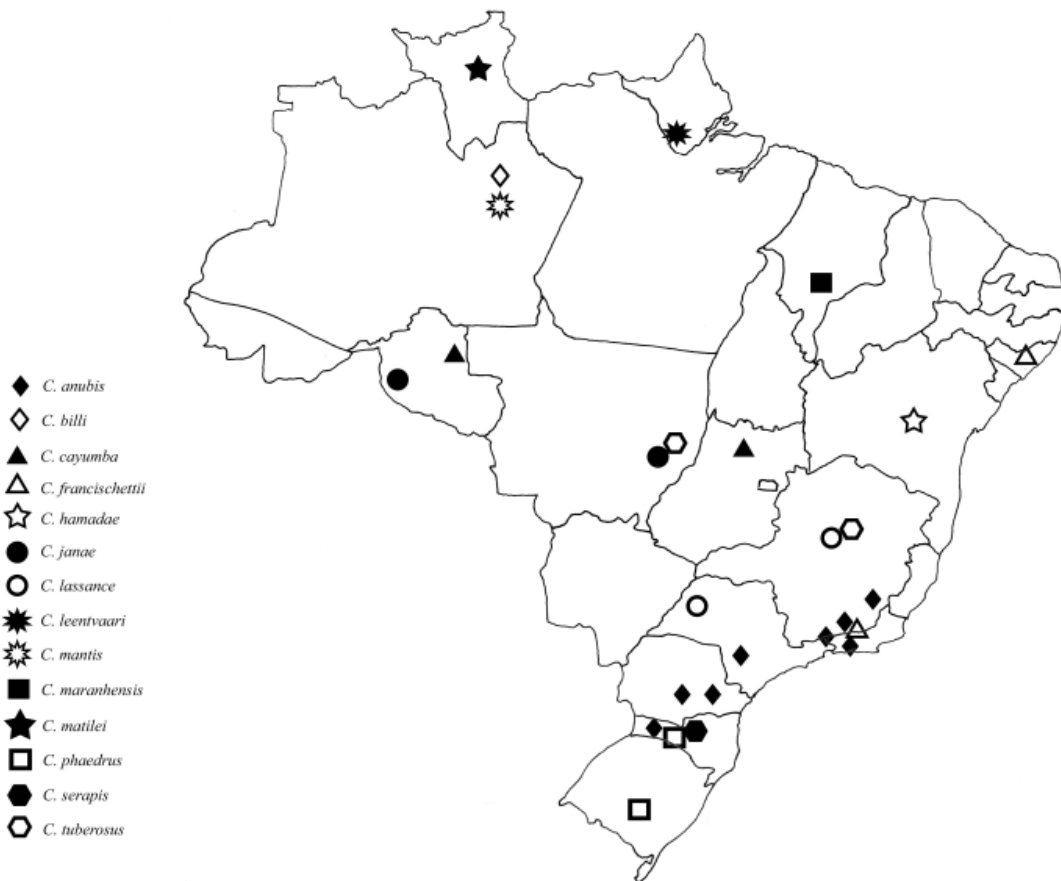 C. anubis
C. billi
C. cayumba
C. francischettii
C. hamadae
C. janae
C. lassance
C. leentvaari
C. mantis
C. maranhensis
C. matilei
C. phaedrus
C. serapis
C. tuberosus